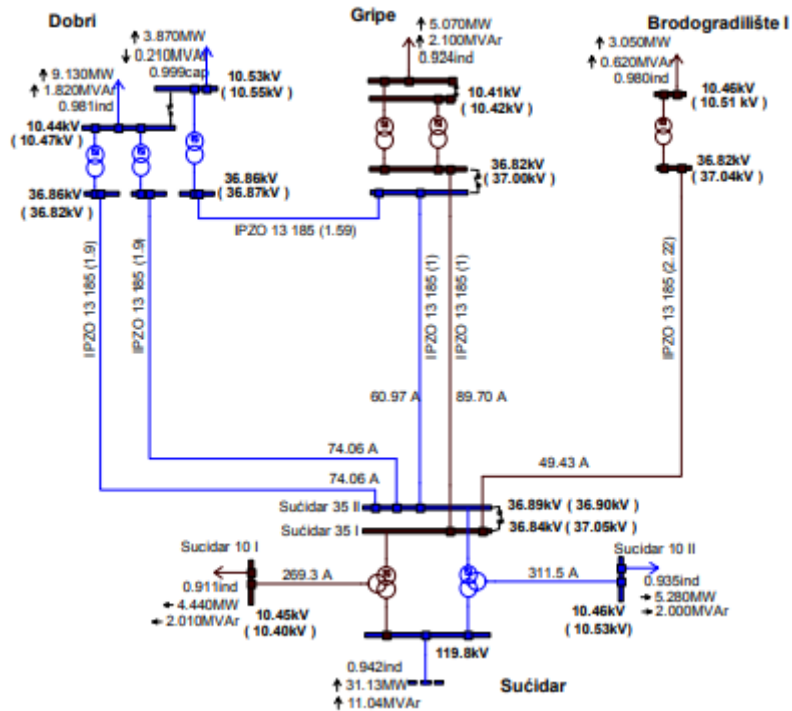 Dobri
Gripe
Brodogradilište I
3.870MW
0.210MVAr
0.999cap
5.070MW
2.100MVAr
0.924ind
3.050MW
0.620MVAr
0.980ind
9.130MW
1.820MVAr
0.981ind
10.53kV
( 10.55kV )
10.41kV
( 10.42kV )
10.46kV
( 10.51 kV )
10.44kV
( 10.47kV )
36.86kV
( 36.82kV )
36.86kV
( 36.87kV )
36.82kV
( 37.00kV )
36.82kV
( 37.04kV )
IPZO 13 185 (1.59)
IPZO 13 185 (1.9)
IPZO 13 185 (1.9)
IPZO 13 185 (1)
IPZO 13 185 (1)
IPZO 13 185 (2.22)
60.97 A
89.70 A
74.06 A
74.06 A
49.43 A
Sućidar 35 II
36.89kV ( 36.90kV )
Sućidar 35 I
36.84kV ( 37.05kV )
Sucidar 10 I
269.3 A
0.911ind
4.440MW
2.010MVAr
10.45kV
( 10.40kV )
Sucidar 10 II
311.5 A
0.935ind
5.280MW
2.000MVAr
10.46kV
( 10.53kV)
119.8kV
0.942ind
31.13MW
11.04MVAr
Sućidar